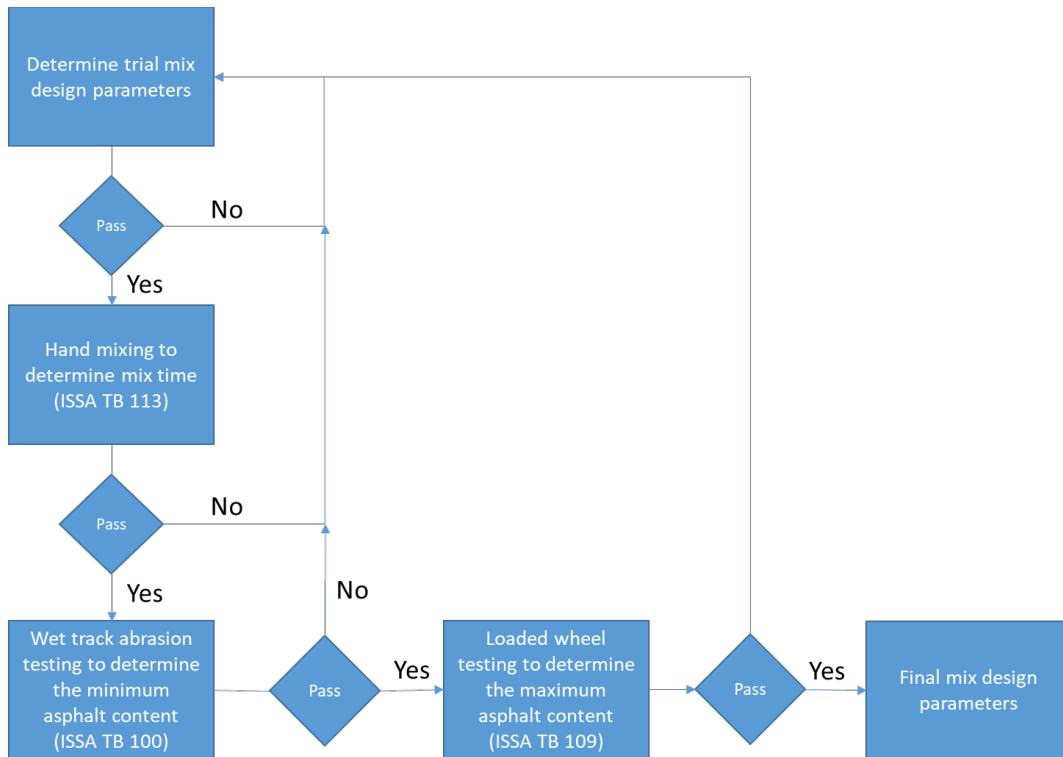 Determine trial mix
design parameters
Pass
No
Yes
Hand mixing to
determine mix time
(ISSA TB 113)
Pass
No
Yes
Wet track abrasion
testing to determine
the minimum
asphalt content
(ISSA TB 100)
Pass
No
Yes
Loaded wheel
testing to determine
the maximum
asphalt content
(ISSA TB 109)
Pass
Yes
Final mix design
parameters